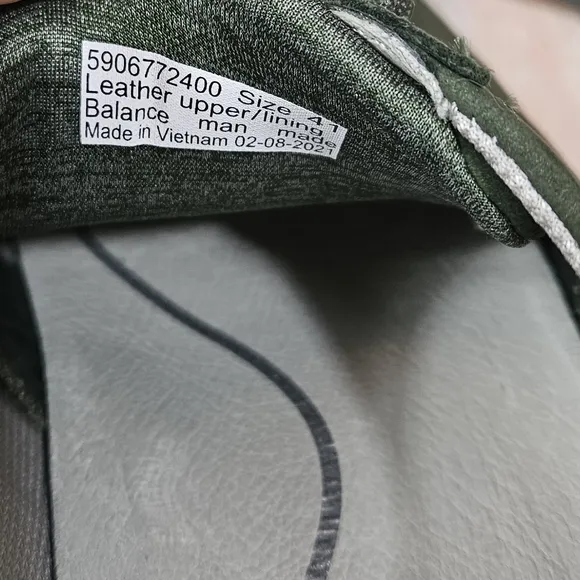 5906772400 Size 41
Leather upper/lining
Balance man made
Made in Vietnam 02-08-2021